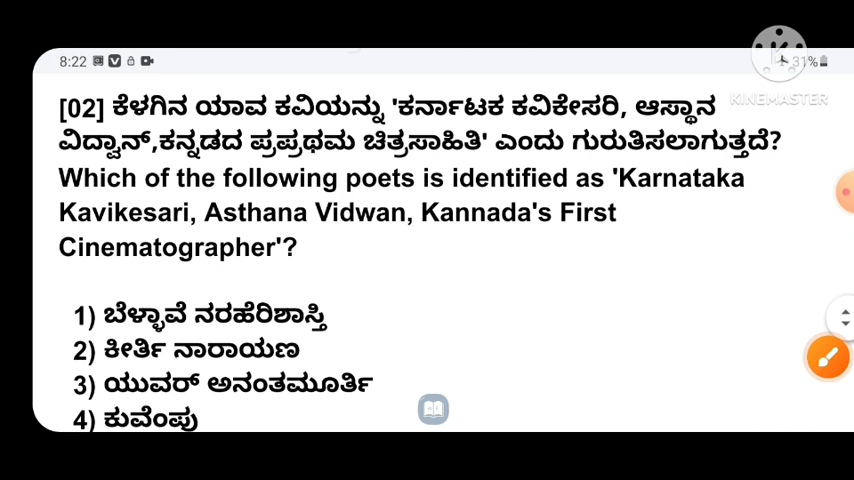 8:22
31%
KINEMASTER
[02] ಕೆಳಗಿನ ಯಾವ ಕವಿಯನ್ನು 'ಕರ್ನಾಟಕ ಕವಿಕೇಸರಿ, ಆಸ್ಥಾನ
ವಿದ್ವಾನ್,ಕನ್ನಡದ ಪ್ರಪ್ರಥಮ ಚಿತ್ರಸಾಹಿತಿ' ಎಂದು ಗುರುತಿಸಲಾಗುತ್ತದೆ?
Which of the following poets is identified as 'Karnataka
Kavikesari, Asthana Vidwan, Kannada's First
Cinematographer'?
1) ಬೆಳ್ಳಾವೆ ನರಹೆರಿಶಾಸ್ತ್ರಿ
2) ಕೀರ್ತಿ ನಾರಾಯಣ
3) ಯುವರ್ ಅನಂತಮೂರ್ತಿ
4) ಕುವೆಂಪು